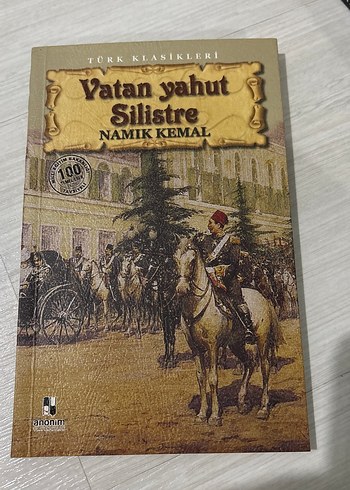 TÜRK KLASİKLERİ
Vatan yahut
Silistre
NAMIK KEMAL
100
anonim